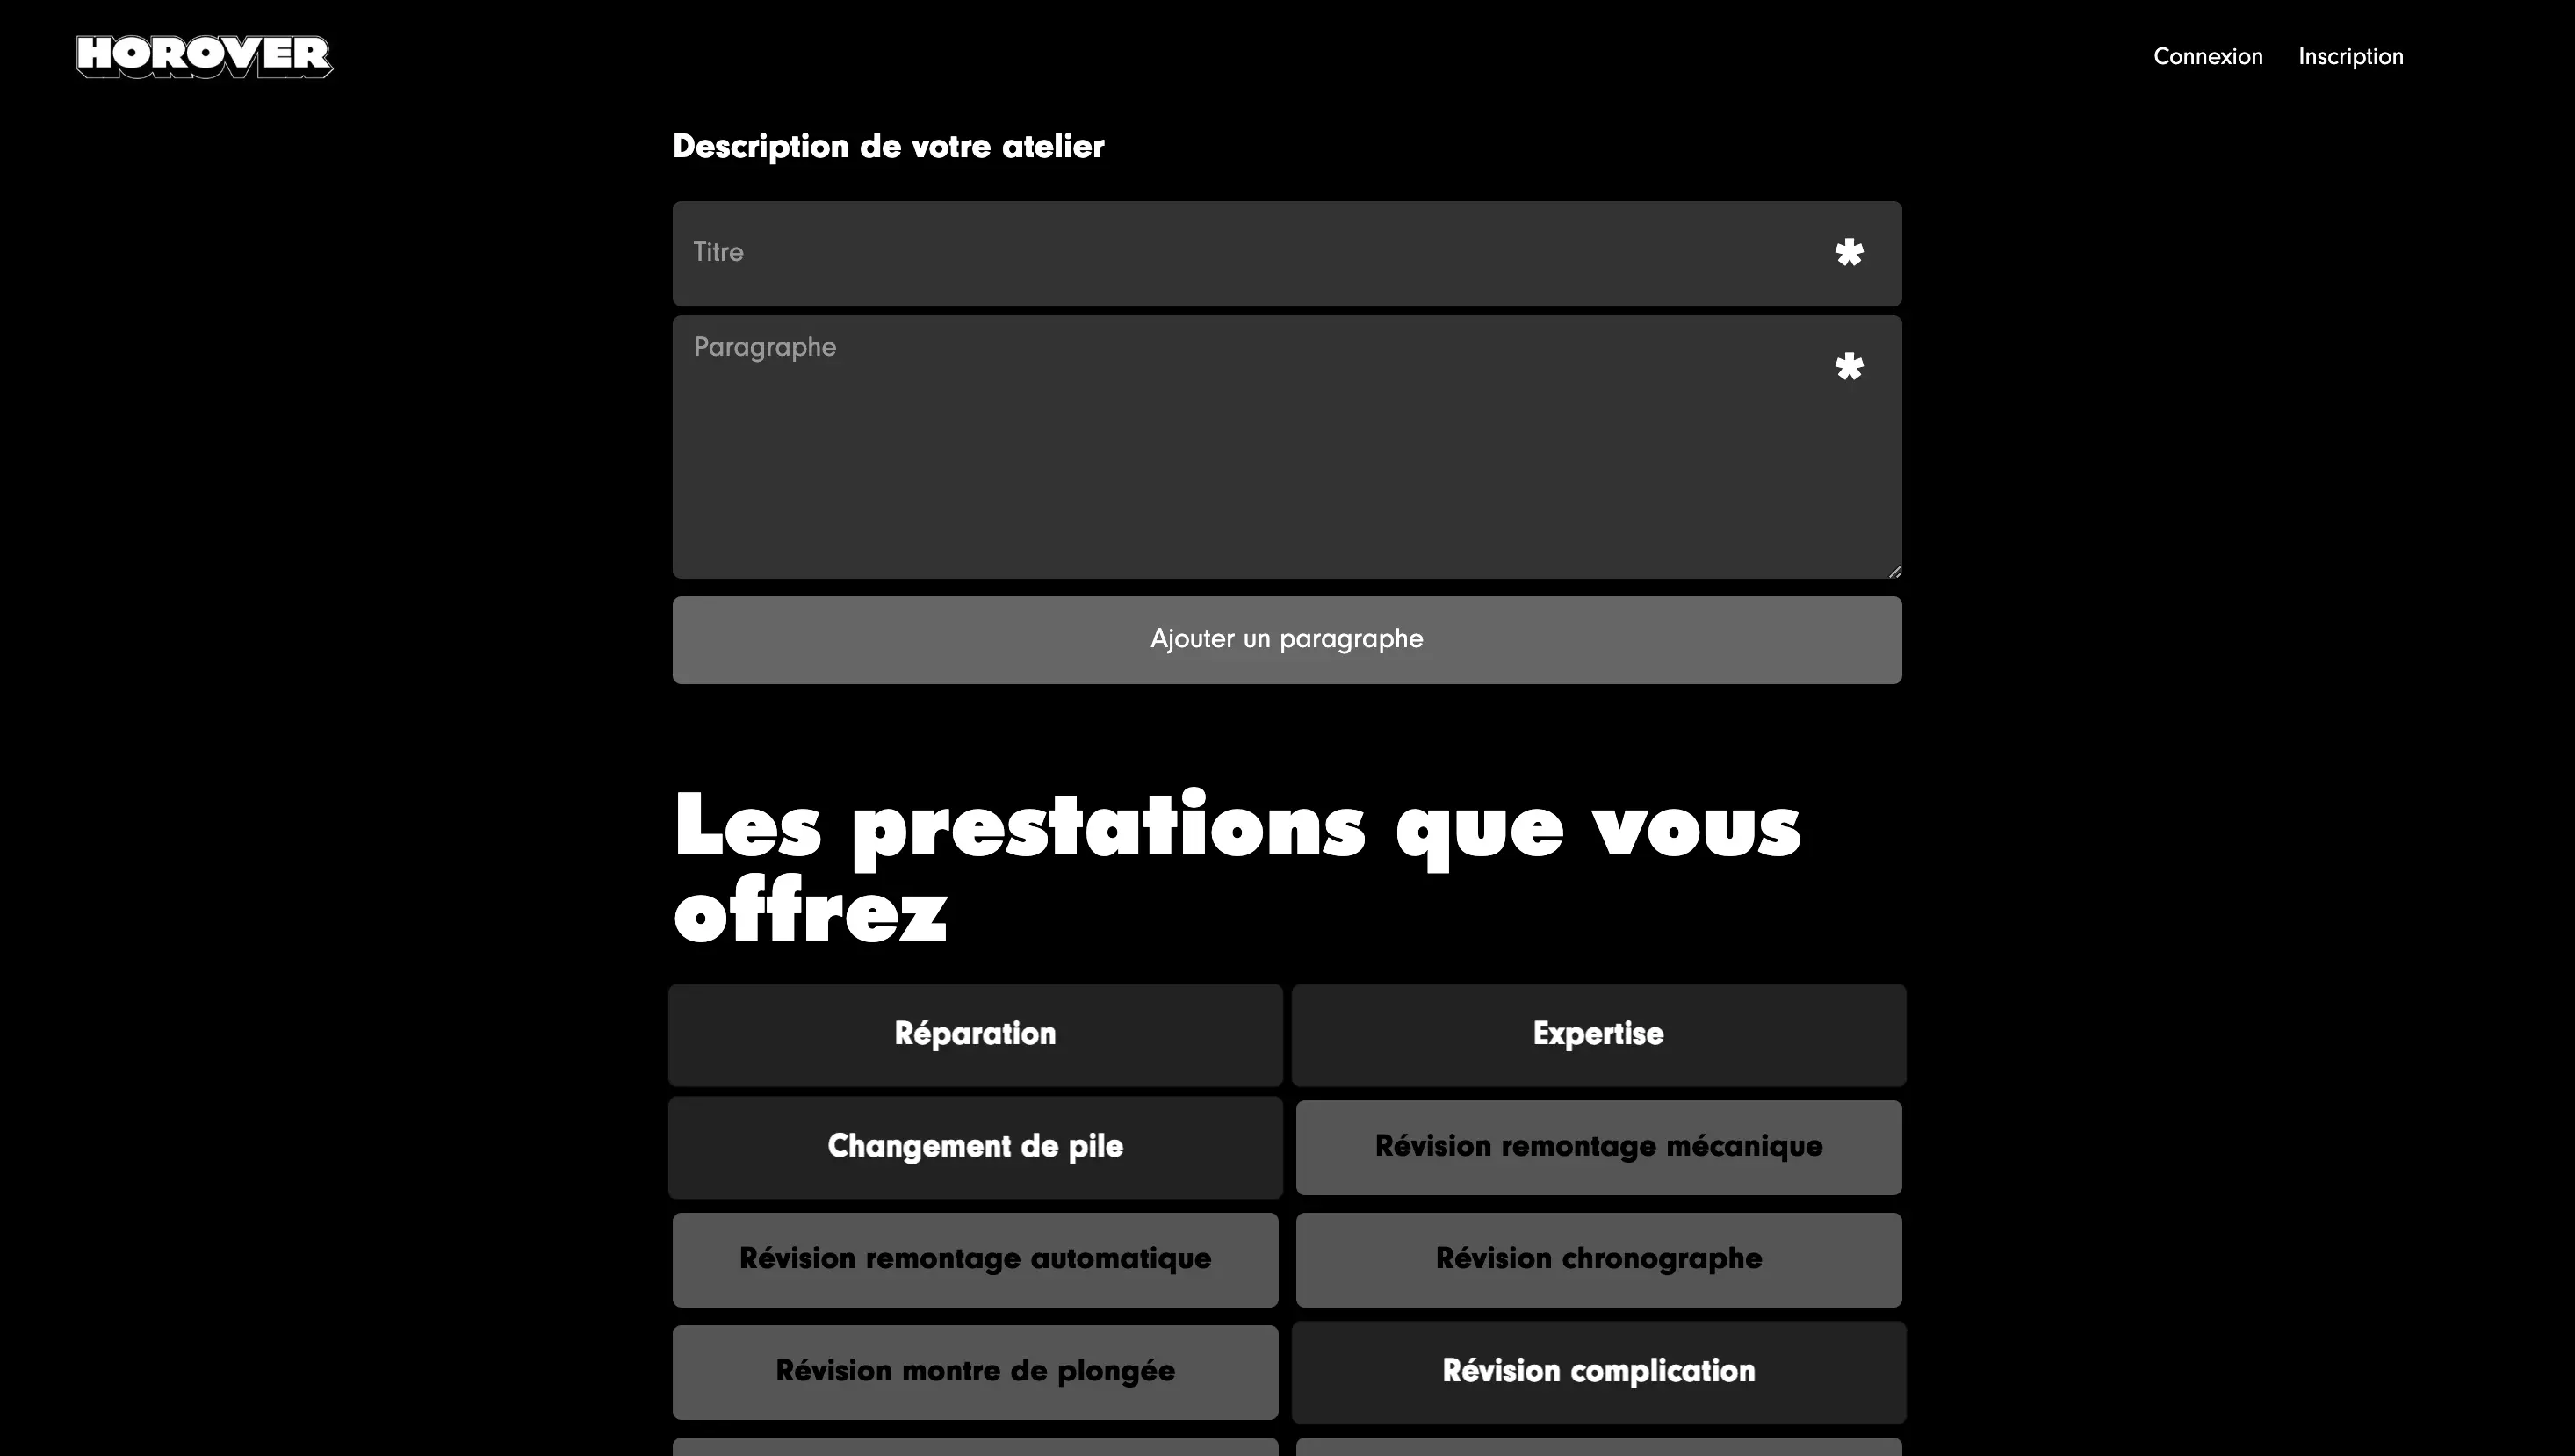 HOROVER
Connexion Inscription
Description de votre atelier
Titre *
Paragraphe *
Ajouter un paragraphe
Les prestations que vous
offrez
Réparation Expertise
Changement de pile Révision remontage mécanique
Révision remontage automatique Révision chronographe
Révision montre de plongée Révision complication